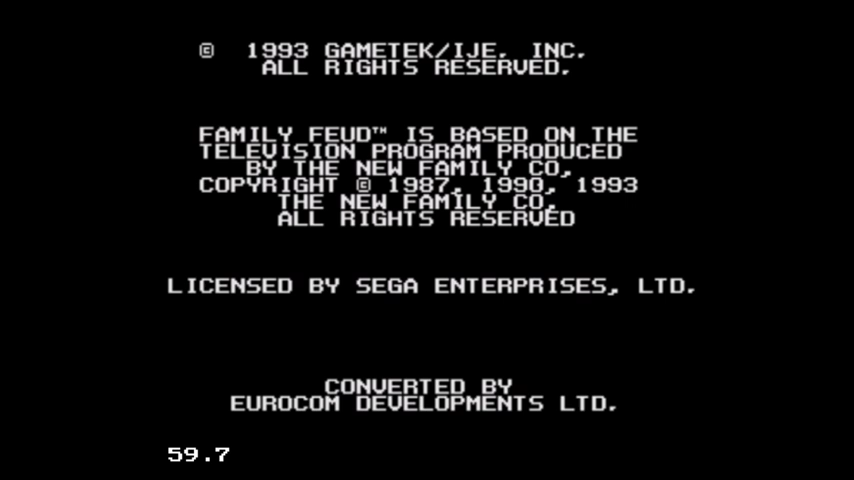 © 1993 GAMETEK/IJE, INC.
ALL RIGHTS RESERVED.
FAMILY FEUD™ IS BASED ON THE
TELEVISION PROGRAM PRODUCED
BY THE NEW FAMILY CO,
COPYRIGHT © 1987, 1990, 1993
THE NEW FAMILY CO.
ALL RIGHTS RESERVED
LICENSED BY SEGA ENTERPRISES, LTD.
CONVERTED BY
EUROCOM DEVELOPMENTS LTD.
59.7